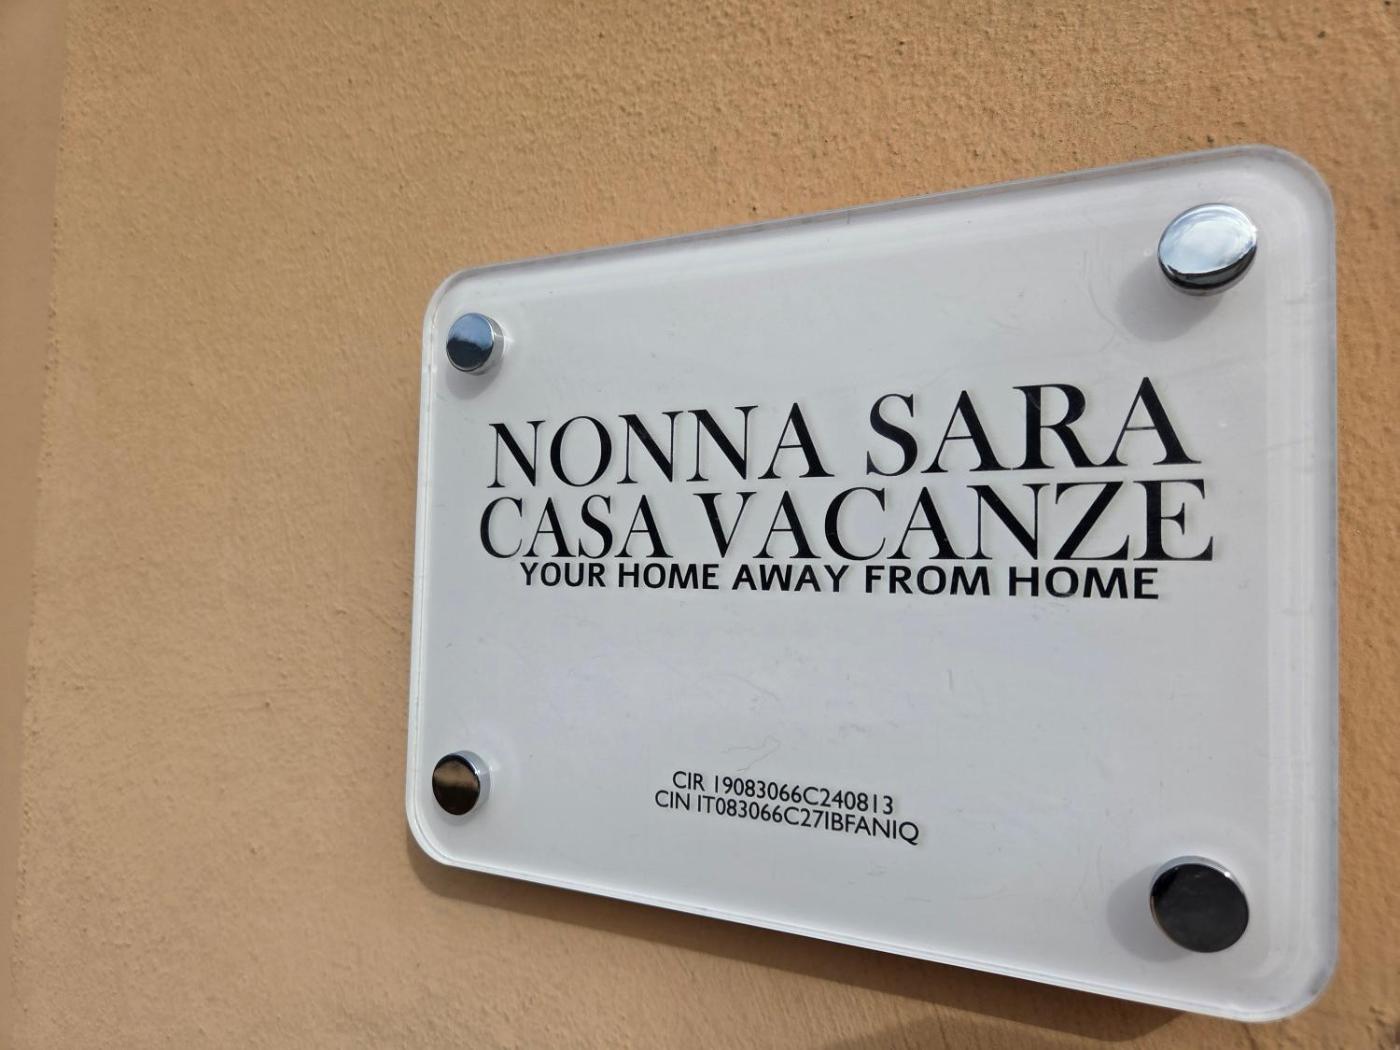 NONNA SARA
CASA VACANZE
YOUR HOME AWAY FROM HOME
CIR 19083066C240813
CIN IT083066C27IBFANIQ